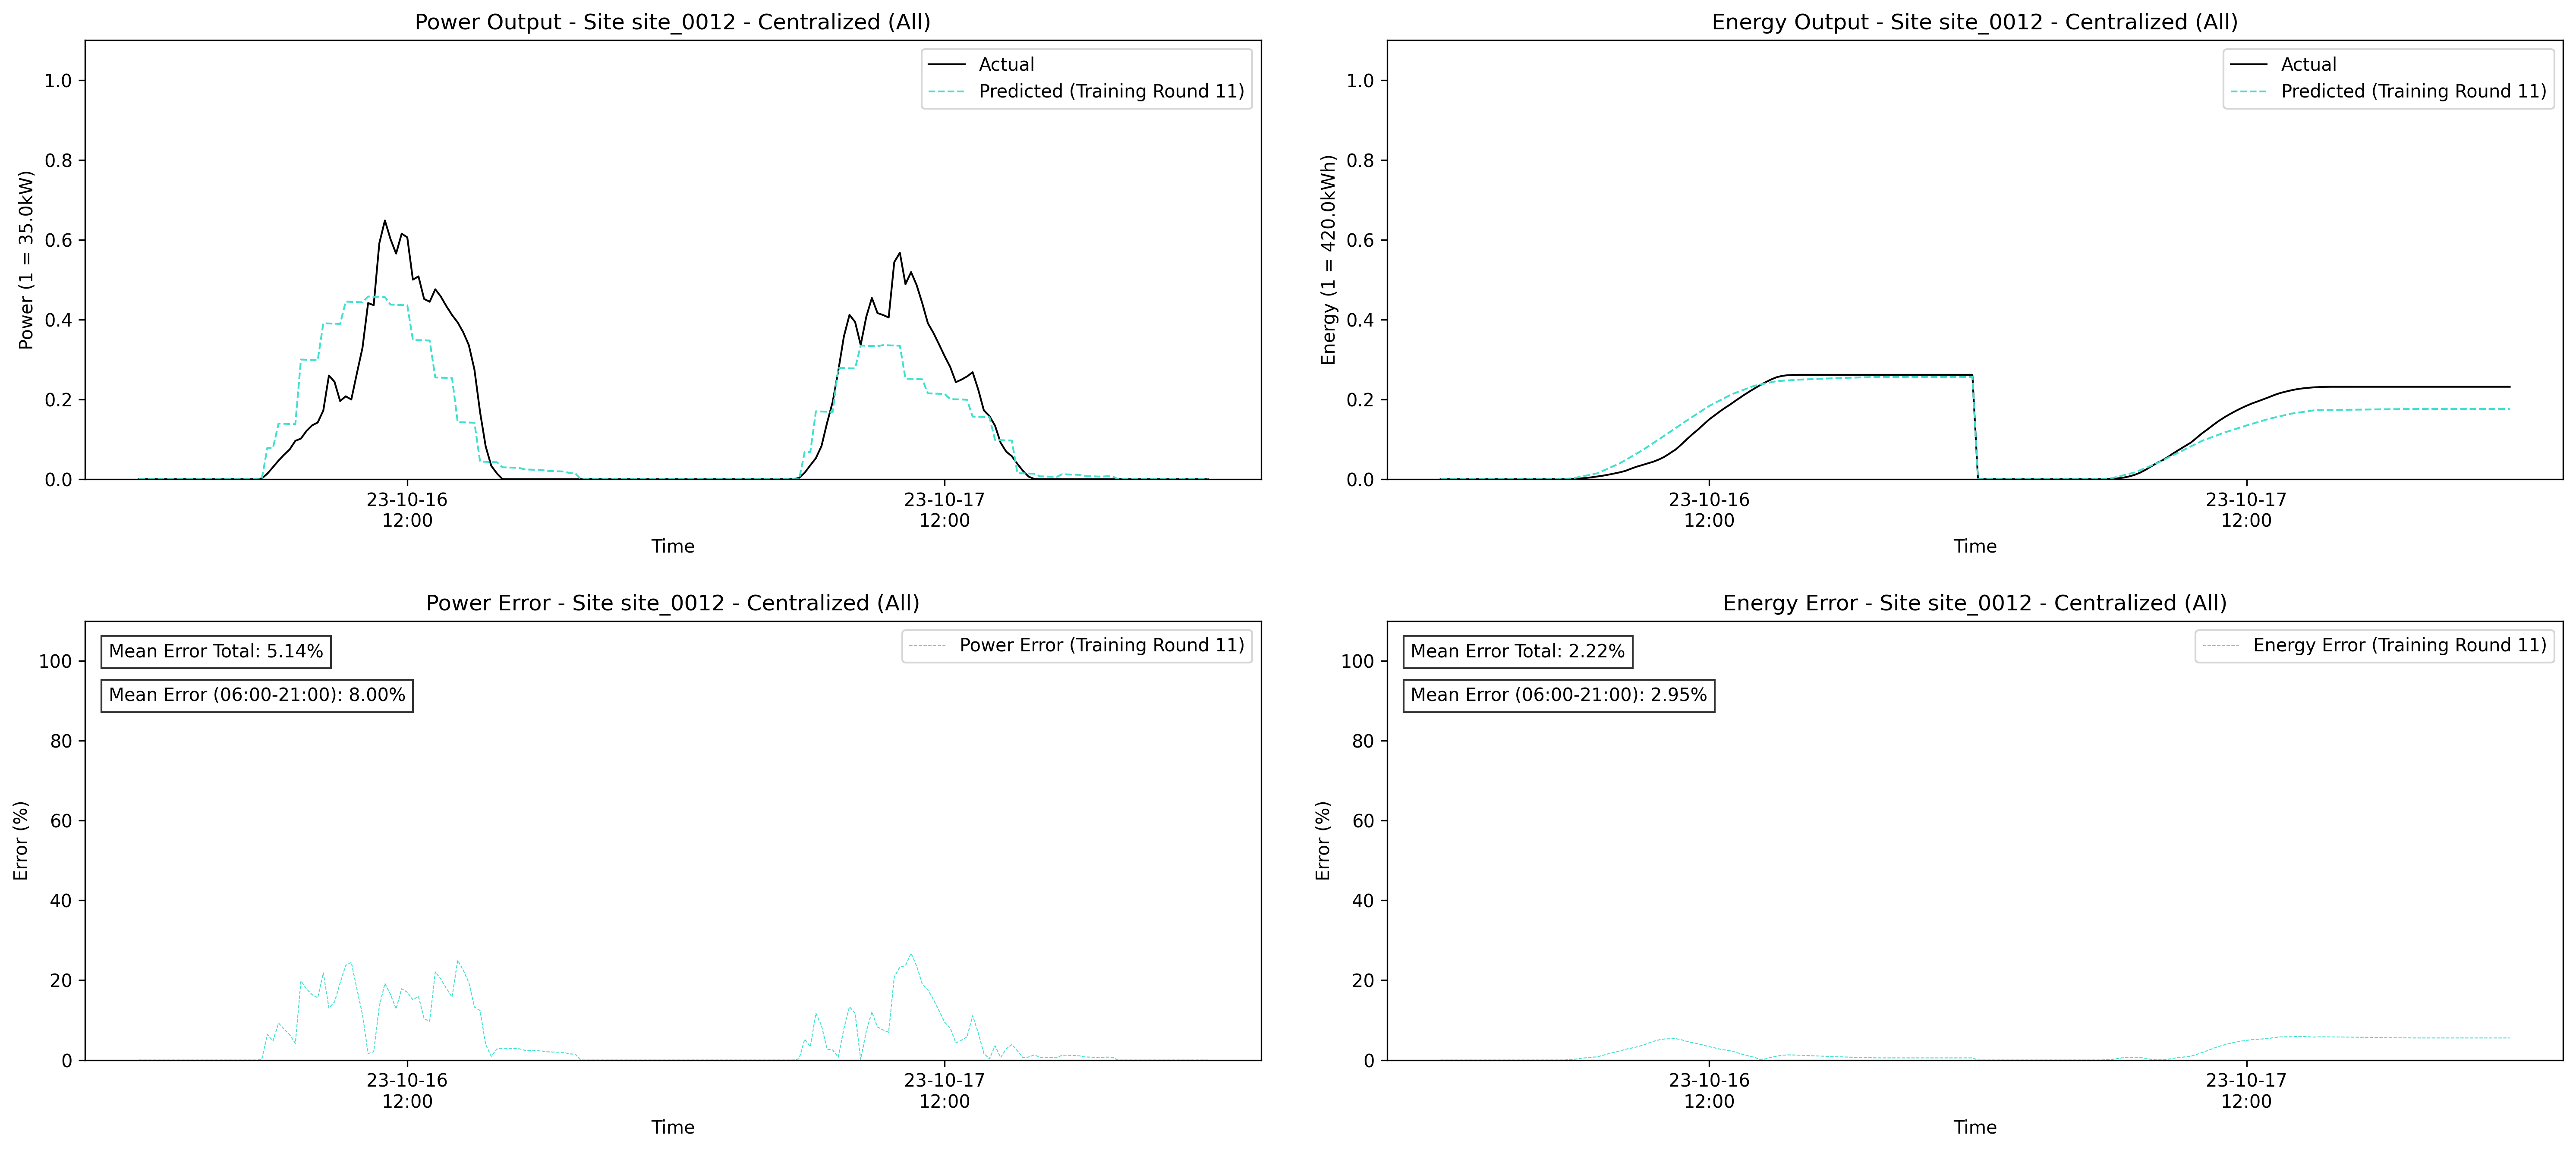 Power Output - Site site_0012 - Centralized (All)
Actual
Predicted (Training Round 11)
Power (1 = 35.0kW)
1.0
0.8
0.6
0.4
0.2
0.0
23-10-16
12:00
23-10-17
12:00
Time
Energy Output - Site site_0012 - Centralized (All)
Actual
Predicted (Training Round 11)
Energy (1 = 420.0kWh)
1.0
0.8
0.6
0.4
0.2
0.0
23-10-16
12:00
23-10-17
12:00
Time
Power Error - Site site_0012 - Centralized (All)
Mean Error Total: 5.14%
Mean Error (06:00-21:00): 8.00%
Power Error (Training Round 11)
Error (%)
100
80
60
40
20
0
23-10-16
12:00
23-10-17
12:00
Time
Energy Error - Site site_0012 - Centralized (All)
Mean Error Total: 2.22%
Mean Error (06:00-21:00): 2.95%
Energy Error (Training Round 11)
Error (%)
100
80
60
40
20
0
23-10-16
12:00
23-10-17
12:00
Time